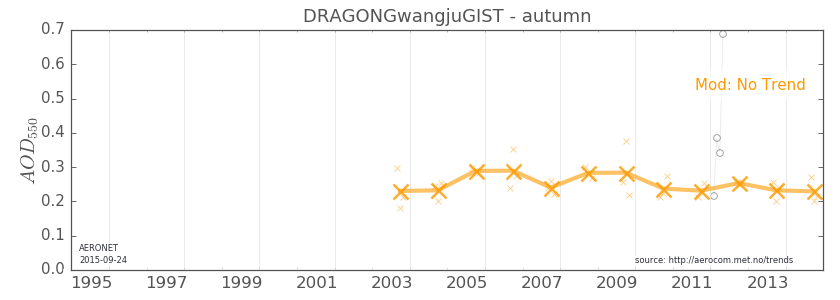 DRAGONGwangjuGIST - autumn
0.7
0.6
0.5
0.4
0.3
0.2
0.1
0.0
AOD550
Mod: No Trend
AERONET
2015-09-24
source: http://aerocom.met.no/trends
1995 1997 1999 2001 2003 2005 2007 2009 2011 2013